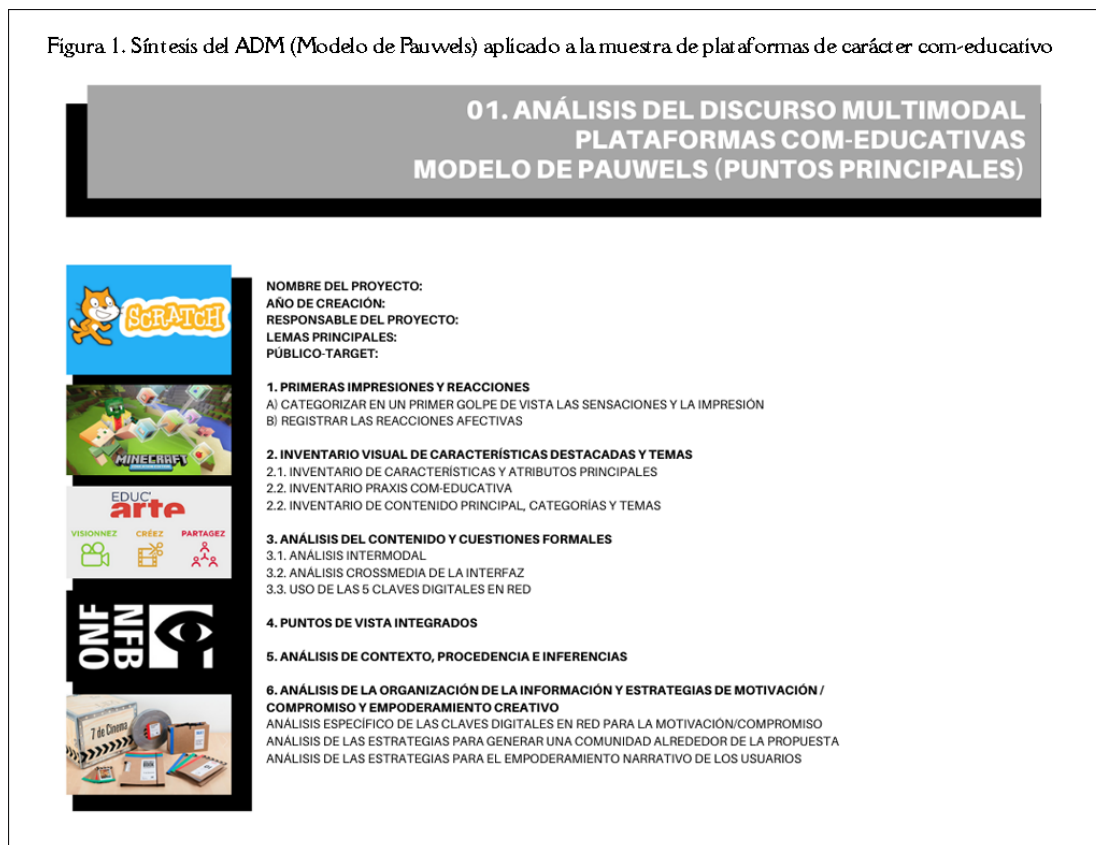 Figura 1. Síntesis del ADM (Modelo de Pauwels) aplicado a la muestra de plataformas de carácter com-educativo
01. ANÁLISIS DEL DISCURSO MULTIMODAL
PLATAFORMAS COM-EDUCATIVAS
MODELO DE PAUWELS (PUNTOS PRINCIPALES)
SCRATCH
MINECRAFT
EDUC'
arte
VISIONNEZ CRÉEZ PARTAGEZ
ONF
NFB
7 de Cinema
NOMBRE DEL PROYECTO:
AÑO DE CREACIÓN:
RESPONSABLE DEL PROYECTO:
LEMAS PRINCIPALES:
PÚBLICO-TARGET:
1. PRIMERAS IMPRESIONES Y REACCIONES
A) CATEGORIZAR EN UN PRIMER GOLPE DE VISTA LAS SENSACIONES Y LA IMPRESIÓN
B) REGISTRAR LAS REACCIONES AFECTIVAS
2. INVENTARIO VISUAL DE CARACTERÍSTICAS DESTACADAS Y TEMAS
2.1. INVENTARIO DE CARACTERÍSTICAS Y ATRIBUTOS PRINCIPALES
2.2. INVENTARIO PRAXIS COM-EDUCATIVA
2.2. INVENTARIO DE CONTENIDO PRINCIPAL, CATEGORÍAS Y TEMAS
3. ANÁLISIS DEL CONTENIDO Y CUESTIONES FORMALES
3.1. ANÁLISIS INTERMODAL
3.2. ANÁLISIS CROSSMEDIA DE LA INTERFAZ
3.3. USO DE LAS 5 CLAVES DIGITALES EN RED
4. PUNTOS DE VISTA INTEGRADOS
5. ANÁLISIS DE CONTEXTO, PROCEDENCIA E INFERENCIAS
6. ANÁLISIS DE LA ORGANIZACIÓN DE LA INFORMACIÓN Y ESTRATEGIAS DE MOTIVACIÓN /
COMPROMISO Y EMPODERAMIENTO CREATIVO
ANÁLISIS ESPECÍFICO DE LAS CLAVES DIGITALES EN RED PARA LA MOTIVACIÓN/COMPROMISO
ANÁLISIS DE LAS ESTRATEGIAS PARA GENERAR UNA COMUNIDAD ALREDEDOR DE LA PROPUESTA
ANÁLISIS DE LAS ESTRATEGIAS PARA EL EMPODERAMIENTO NARRATIVO DE LOS USUARIOS